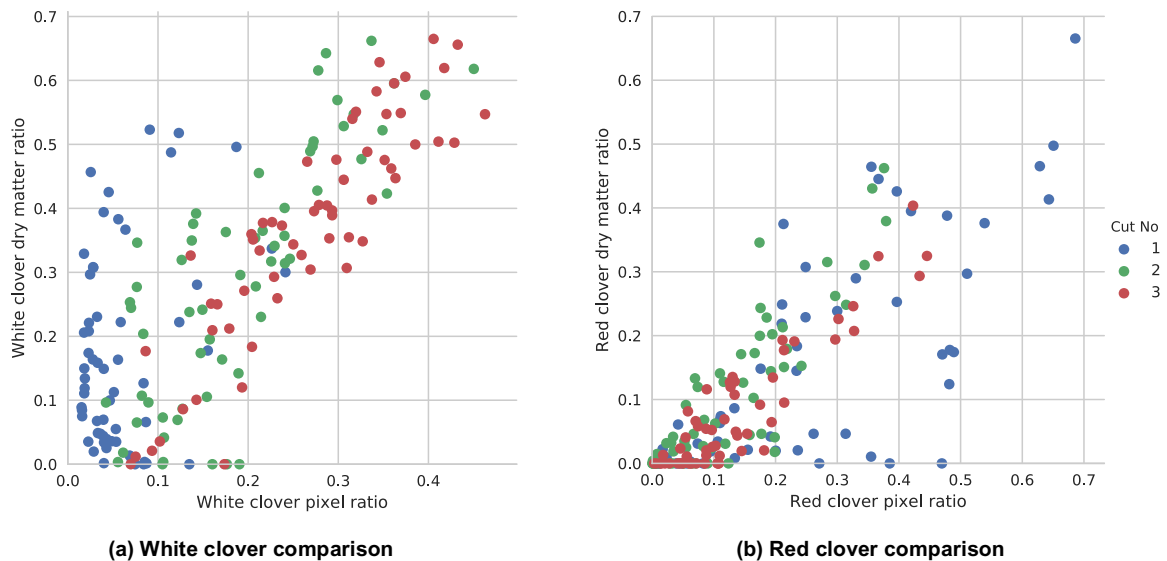 (a)
(b)
0.7
0.6
0.5
0.4
0.3
0.2
0.1
0.0
White clover dry matter ratio
0.0 0.1 0.2 0.3 0.4
White clover pixel ratio
0.7
0.6
0.5
0.4
0.3
0.2
0.1
0.0
Red clover dry matter ratio
0.0 0.1 0.2 0.3 0.4 0.5 0.6 0.7
Red clover pixel ratio
Cut No
1
2
3
(a) White clover comparison
(b) Red clover comparison